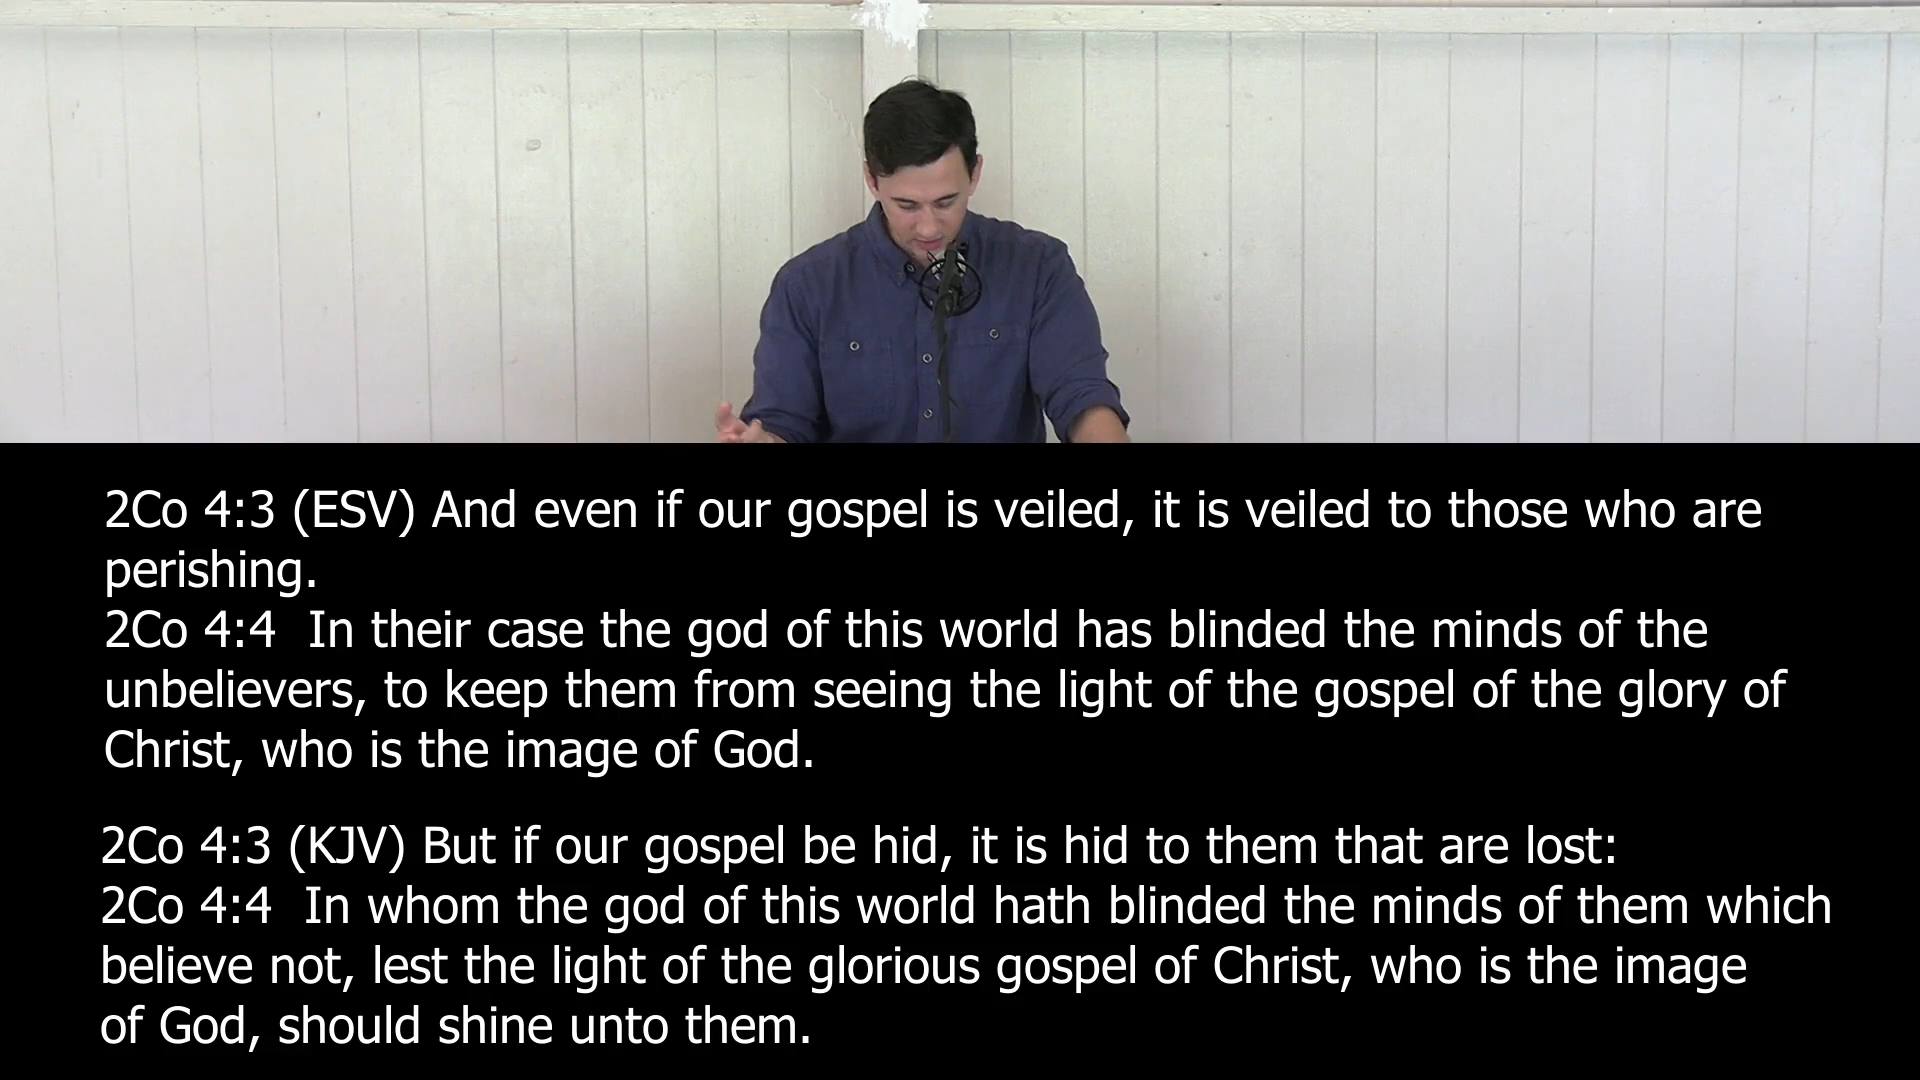 2Co 4:3 (ESV) And even if our gospel is veiled, it is veiled to those who are
perishing.
2Co 4:4  In their case the god of this world has blinded the minds of the
unbelievers, to keep them from seeing the light of the gospel of the glory of
Christ, who is the image of God.
2Co 4:3 (KJV) But if our gospel be hid, it is hid to them that are lost:
2Co 4:4  In whom the god of this world hath blinded the minds of them which
believe not, lest the light of the glorious gospel of Christ, who is the image
of God, should shine unto them.